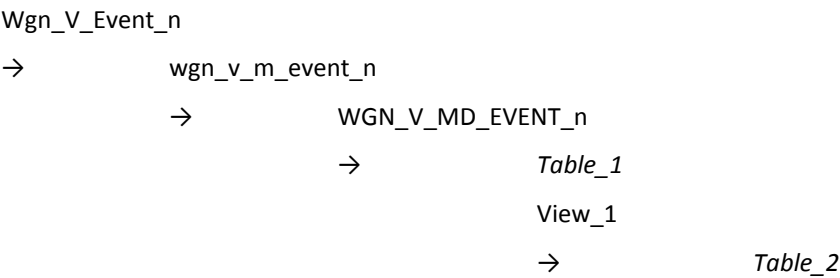 Wgn_V_Event_n
→ wgn_v_m_event_n
→ WGN_V_MD_EVENT_n
→ Table_1
View_1
→ Table_2